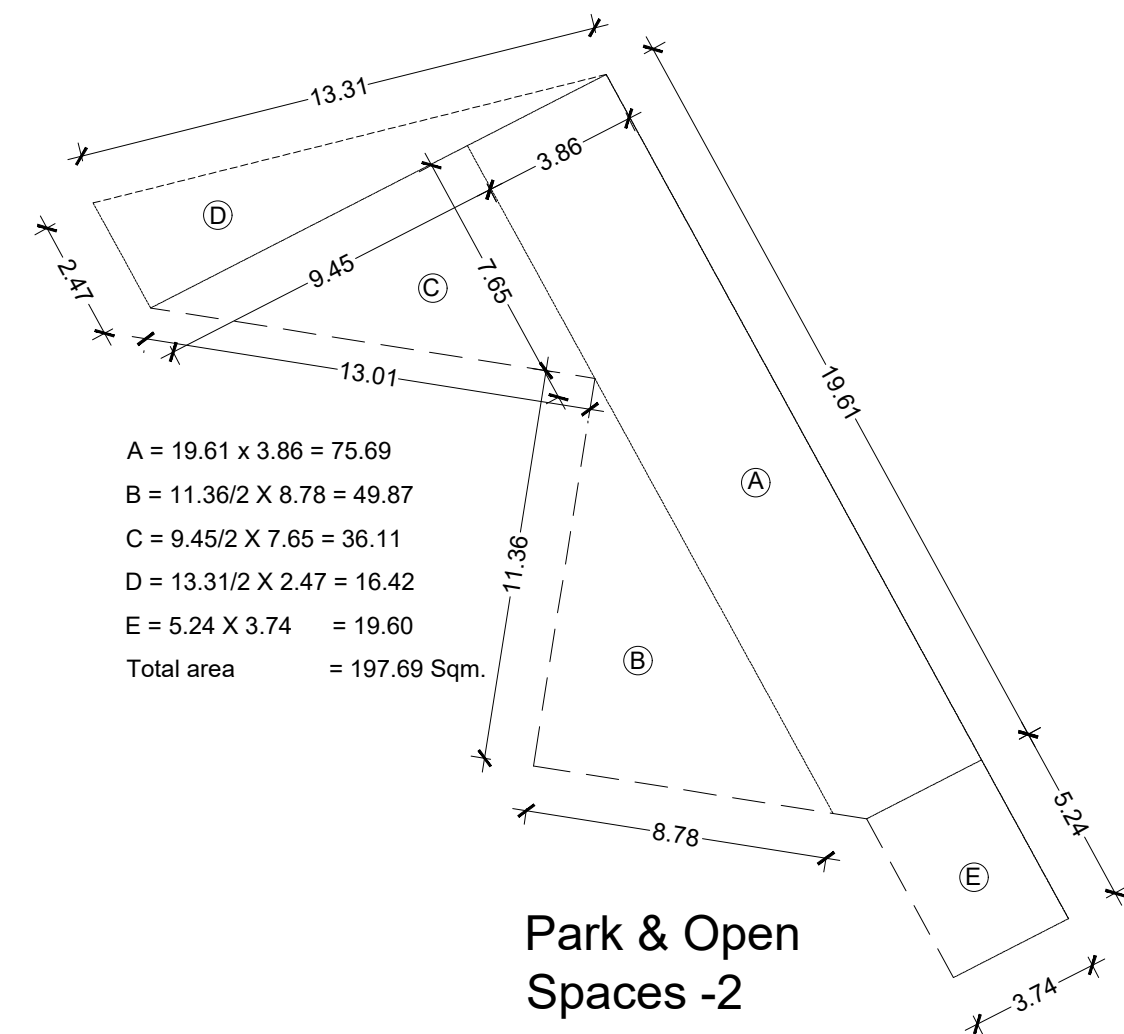 13.31
3.86
D
9.45
C
7.65
2.47
13.01
19.61
A = 19.61 x 3.86 = 75.69
B = 11.36/2 X 8.78 = 49.87
C = 9.45/2 X 7.65 = 36.11
D = 13.31/2 X 2.47 = 16.42
E = 5.24 X 3.74 = 19.60
Total area = 197.69 Sqm.
A
11.36
B
8.78
5.24
E
3.74
Park & Open
Spaces -2